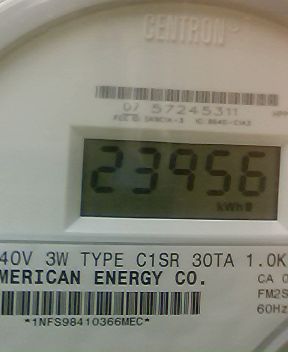 CENTRON
07 57245311
23956
kWh
40V 3W TYPE C1SR 30TA 1.0K
MERICAN ENERGY CO.
CA 0
FM2S
60Hz
*1NFS98410366MEC*